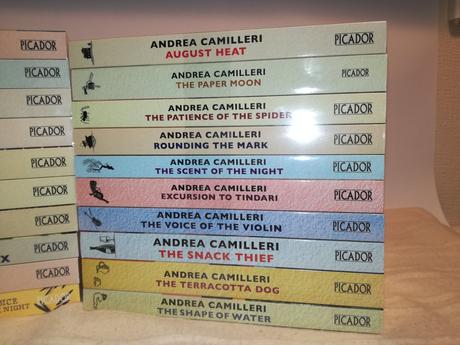 PICADOR
PICADOR
PICADOR
PICADOR
PICADOR
PICADOR
PICADOR
X PICADOR
PICADOR
NIGHT
ANDREA CAMILLERI
AUGUST HEAT
PICADOR
ANDREA CAMILLERI
THE PAPER MOON
PICADOR
ANDREA CAMILLERI
THE PATIENCE OF THE SPIDER
PICADOR
ANDREA CAMILLERI
ROUNDING THE MARK
PICADOR
ANDREA CAMILLERI
THE SCENT OF THE NIGHT
PICADOR
ANDREA CAMILLERI
EXCURSION TO TINDARI
PICADOR
ANDREA CAMILLERI
THE VOICE OF THE VIOLIN
PICADOR
ANDREA CAMILLERI
THE SNACK THIEF
PICADOR
ANDREA CAMILLERI
THE TERRACOTTA DOG
PICADOR
ANDREA CAMILLERI
THE SHAPE OF WATER
PICADOR